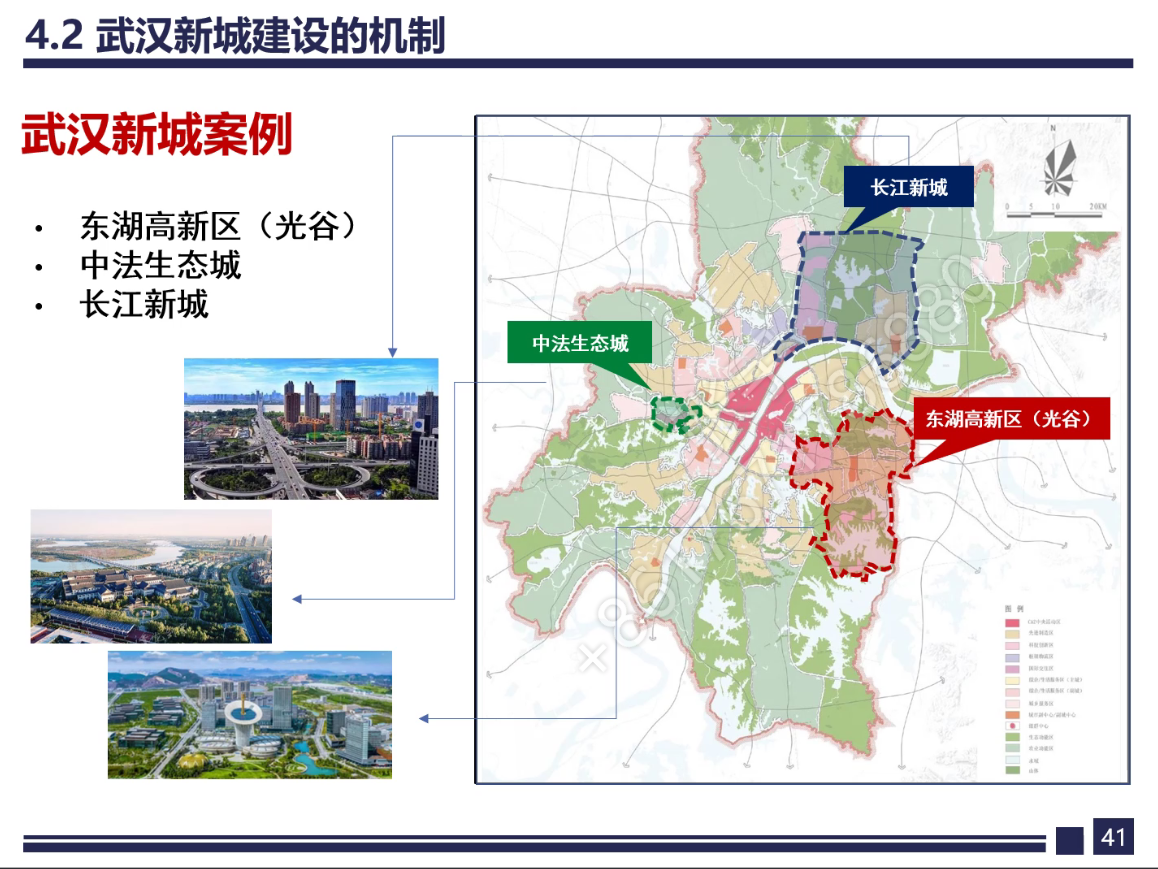 4.2 武汉新城建设的机制
武汉新城案例
• 东湖高新区（光谷）
• 中法生态城
• 长江新城
长江新城
中法生态城
东湖高新区（光谷）
N
0 5 10 20KM
图 例
41